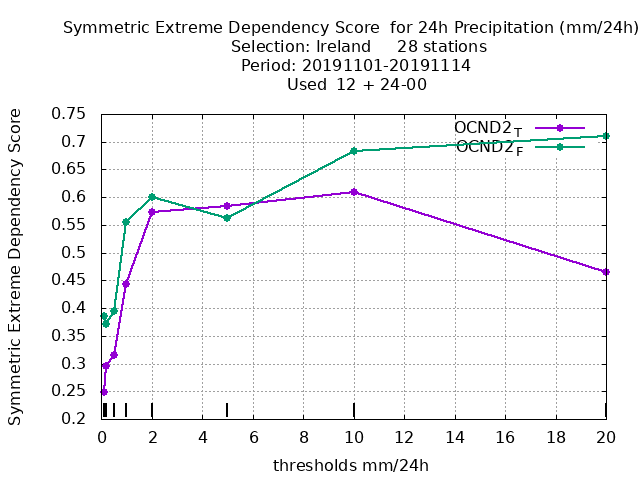 Symmetric Extreme Dependency Score  for 24h Precipitation (mm/24h)
Selection: Ireland     28 stations
Period: 20191101-20191114
Used  12 + 24-00
OCND2T
OCND2F
Symmetric Extreme Dependency Score
0.75
0.7
0.65
0.6
0.55
0.5
0.45
0.4
0.35
0.3
0.25
0.2
0 2 4 6 8 10 12 14 16 18 20
thresholds mm/24h